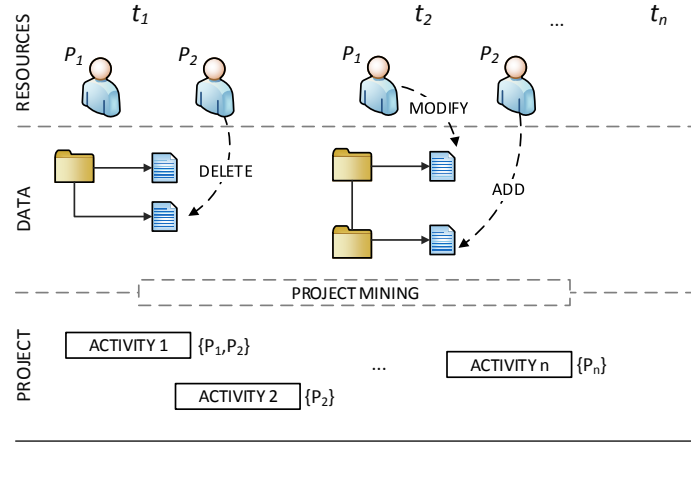 t1 t2 ... tn
RESOURCES
P1 P2 P1 P2
MODIFY
DATA
DELETE
ADD
PROJECT MINING
PROJECT
ACTIVITY 1 {P1,P2}
... ACTIVITY n {Pn}
ACTIVITY 2 {P2}